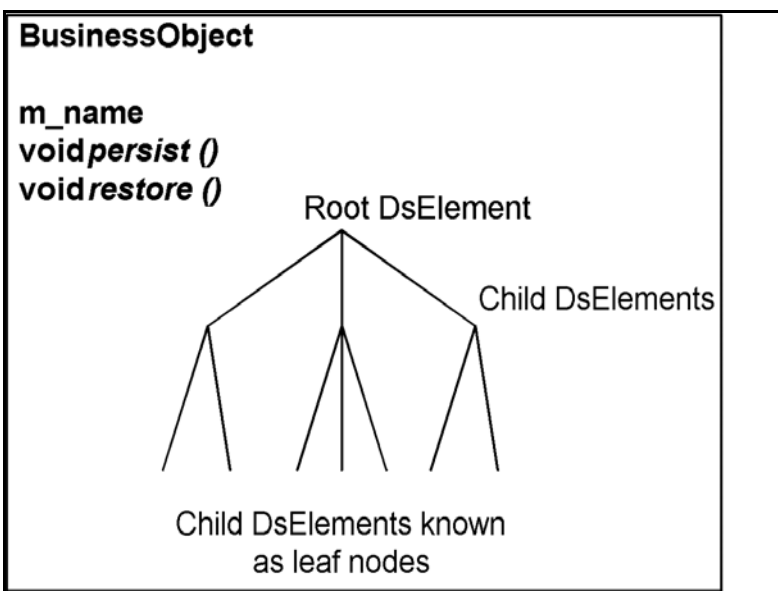 BusinessObject
m_name
void persist ()
void restore ()
Root DsElement
Child DsElements
Child DsElements known
as leaf nodes